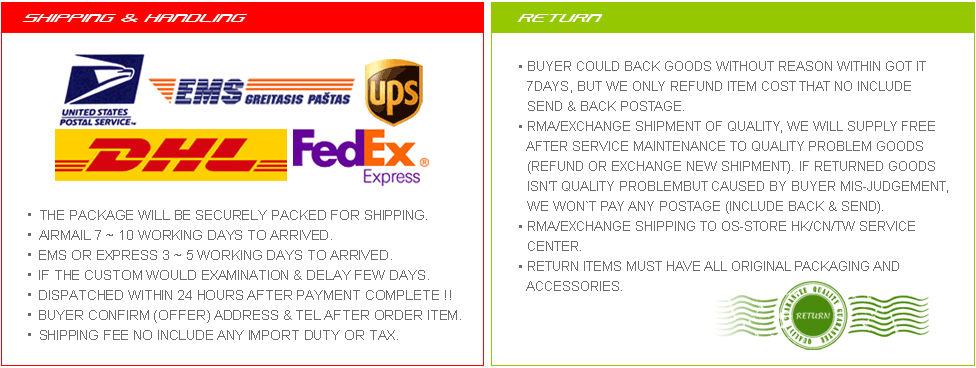 SHIPPING & HANDLING
UNITED STATES
POSTAL SERVICE™
EMS
GREITASIS PAŠTAS
ups
DHL
FedEx®
Express
• THE PACKAGE WILL BE SECURELY PACKED FOR SHIPPING.
• AIRMAIL 7 ~ 10 WORKING DAYS TO ARRIVED.
• EMS OR EXPRESS 3 ~ 5 WORKING DAYS TO ARRIVED.
• IF THE CUSTOM WOULD EXAMINATION & DELAY FEW DAYS.
• DISPATCHED WITHIN 24 HOURS AFTER PAYMENT COMPLETE !!
• BUYER CONFIRM (OFFER) ADDRESS & TEL AFTER ORDER ITEM.
• SHIPPING FEE NO INCLUDE ANY IMPORT DUTY OR TAX.
RETURN
• BUYER COULD BACK GOODS WITHOUT REASON WITHIN GOT IT
7DAYS, BUT WE ONLY REFUND ITEM COST THAT NO INCLUDE
SEND & BACK POSTAGE.
• RMA/EXCHANGE SHIPMENT OF QUALITY, WE WILL SUPPLY FREE
AFTER SERVICE MAINTENANCE TO QUALITY PROBLEM GOODS
(REFUND OR EXCHANGE NEW SHIPMENT). IF RETURNED GOODS
ISN'T QUALITY PROBLEMBUT CAUSED BY BUYER MIS-JUDGEMENT,
WE WON`T PAY ANY POSTAGE (INCLUDE BACK & SEND).
• RMA/EXCHANGE SHIPPING TO OS-STORE HK/CN/TW SERVICE
CENTER.
• RETURN ITEMS MUST HAVE ALL ORIGINAL PACKAGING AND
ACCESSORIES.
QUALITY GUARANTEE QUALITY GUARANTEE
RETURN